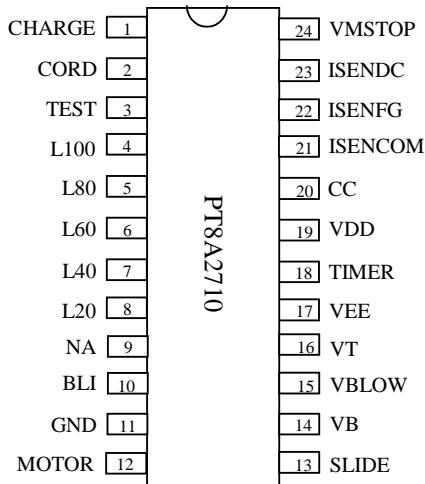 CHARGE 1 24 VMSTOP
CORD 2 23 ISENDC
TEST 3 22 ISENFG
L100 4 21 ISENCOM
L80 5 20 CC
L60 6 19 VDD
L40 7 18 TIMER
L20 8 17 VEE
NA 9 16 VT
BLI 10 15 VBLOW
GND 11 14 VB
MOTOR 12 13 SLIDE
PT8A2710